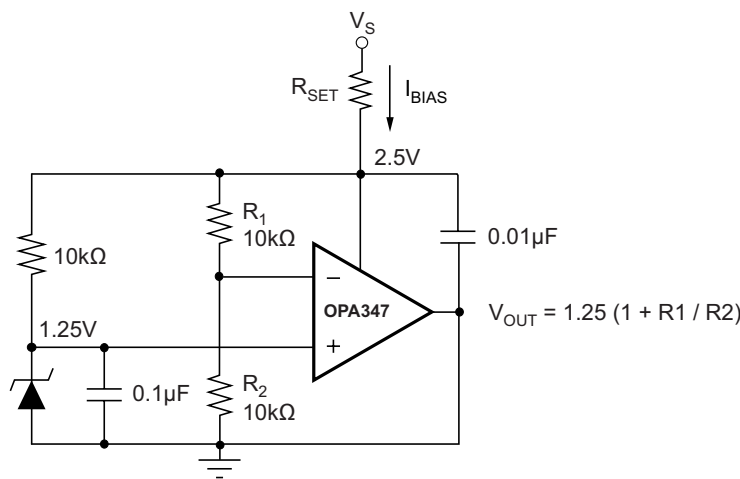 V_S
R_SET
I_BIAS
2.5V
R_1
10kΩ
10kΩ
0.01µF
−
OPA347
V_OUT = 1.25 (1 + R1 / R2)
1.25V
+
0.1µF
R_2
10kΩ